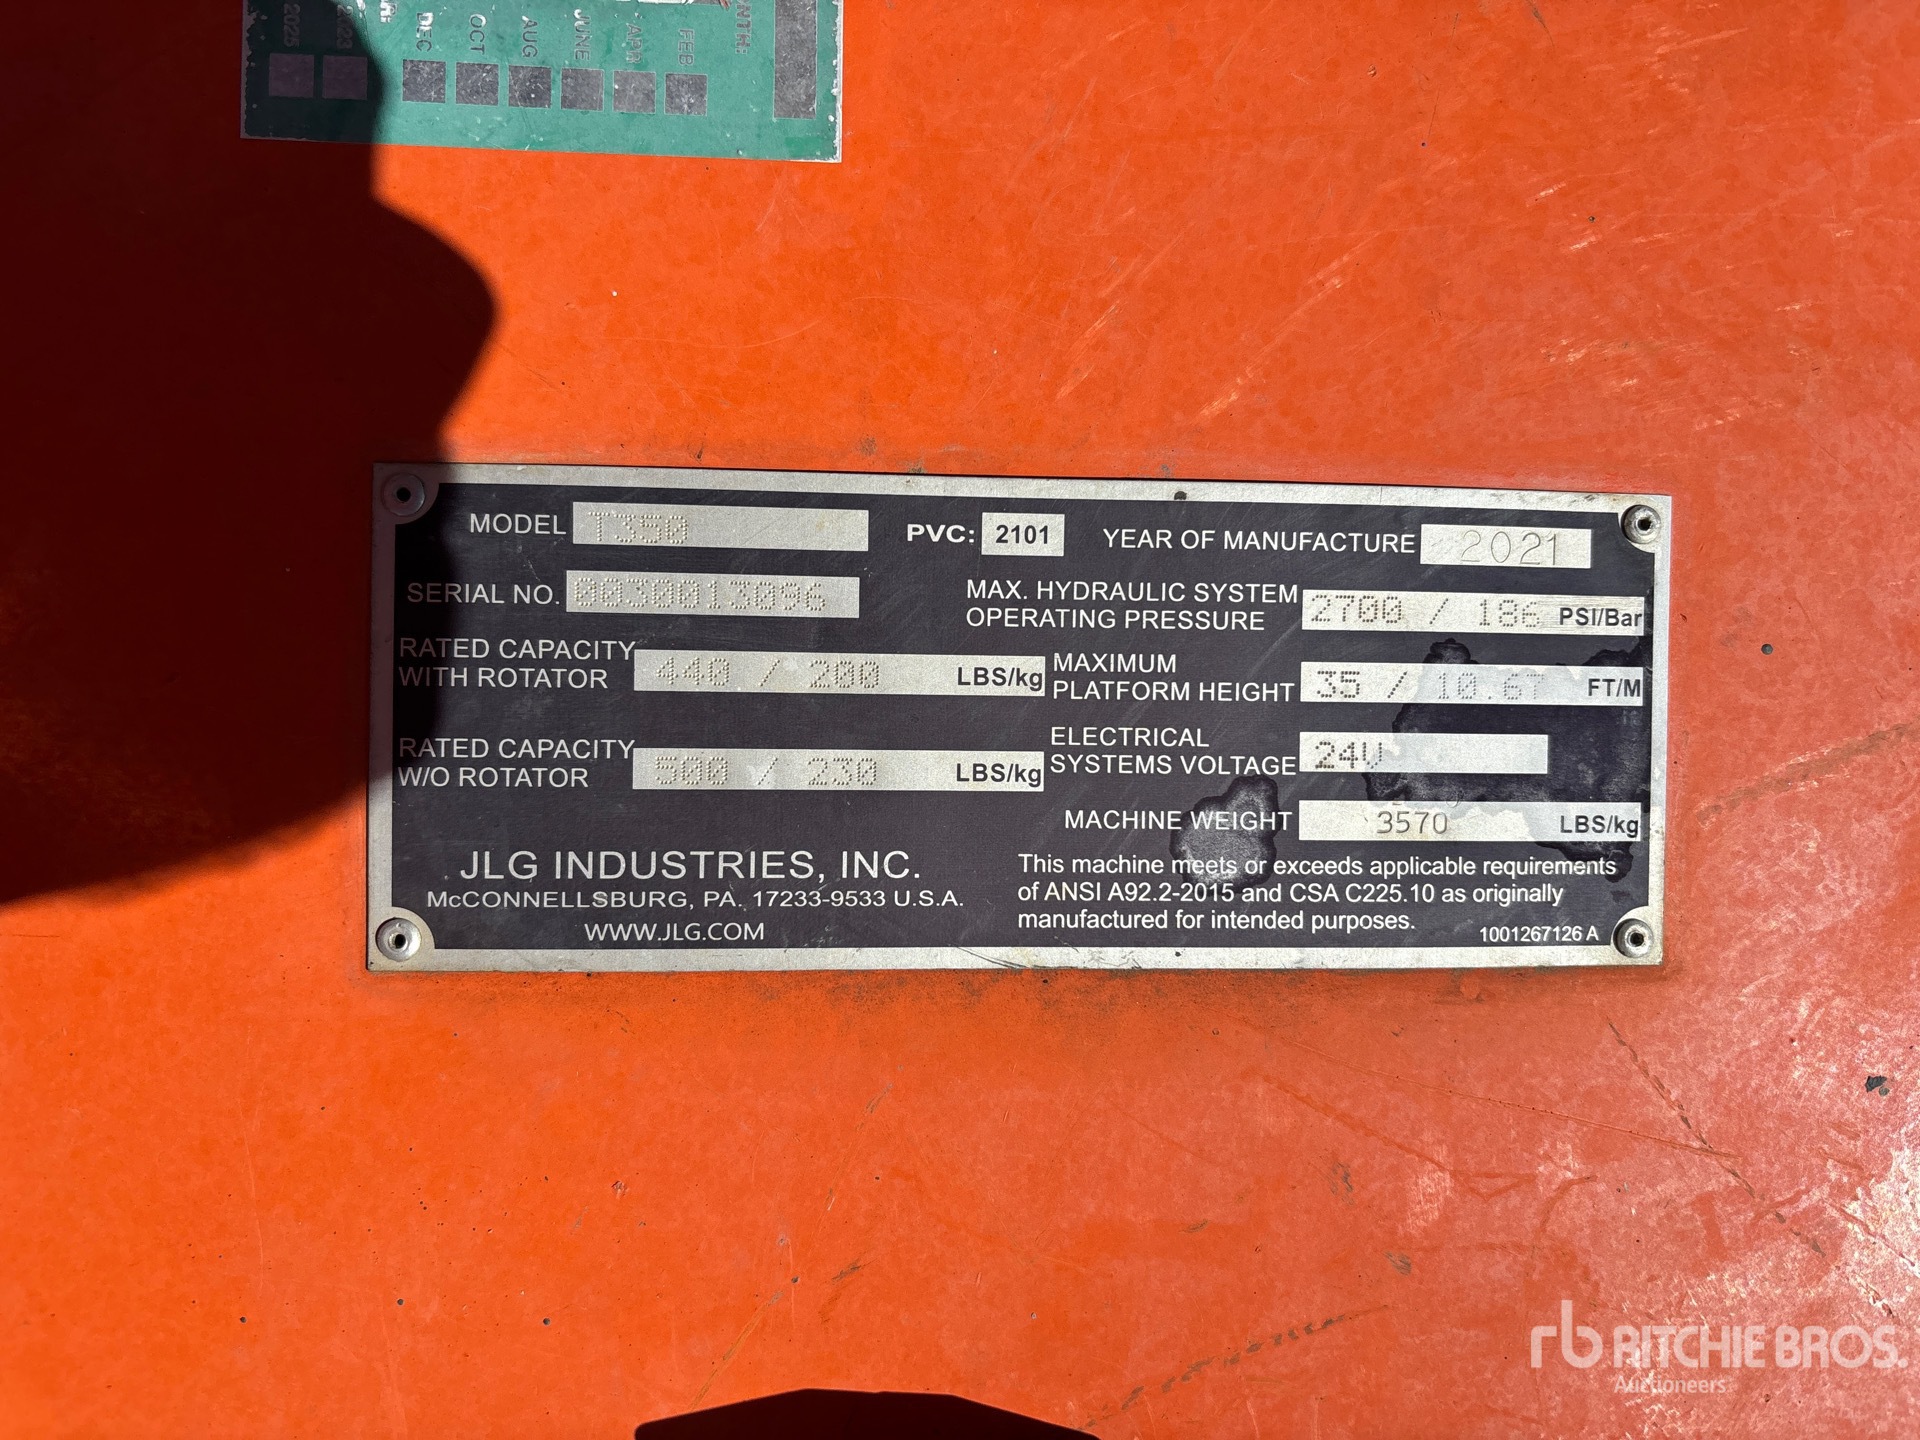 ONTH:
FEB
APR
JUNE
AUG
OCT
DEC
2023
2025
MODEL T350
PVC: 2101
YEAR OF MANUFACTURE 2021
SERIAL NO. 0030013096
MAX. HYDRAULIC SYSTEM
OPERATING PRESSURE 2700 / 186 PSI/Bar
RATED CAPACITY
WITH ROTATOR 440 / 200 LBS/kg
MAXIMUM
PLATFORM HEIGHT 35 / 10.67 FT/M
RATED CAPACITY
W/O ROTATOR 500 / 230 LBS/kg
ELECTRICAL
SYSTEMS VOLTAGE 24V
MACHINE WEIGHT 3570 LBS/kg
JLG INDUSTRIES, INC.
McCONNELLSBURG, PA. 17233-9533 U.S.A.
WWW.JLG.COM
This machine meets or exceeds applicable requirements
of ANSI A92.2-2015 and CSA C225.10 as originally
manufactured for intended purposes.
1001267126 A
rb RITCHIE BROS.
Auctioneers